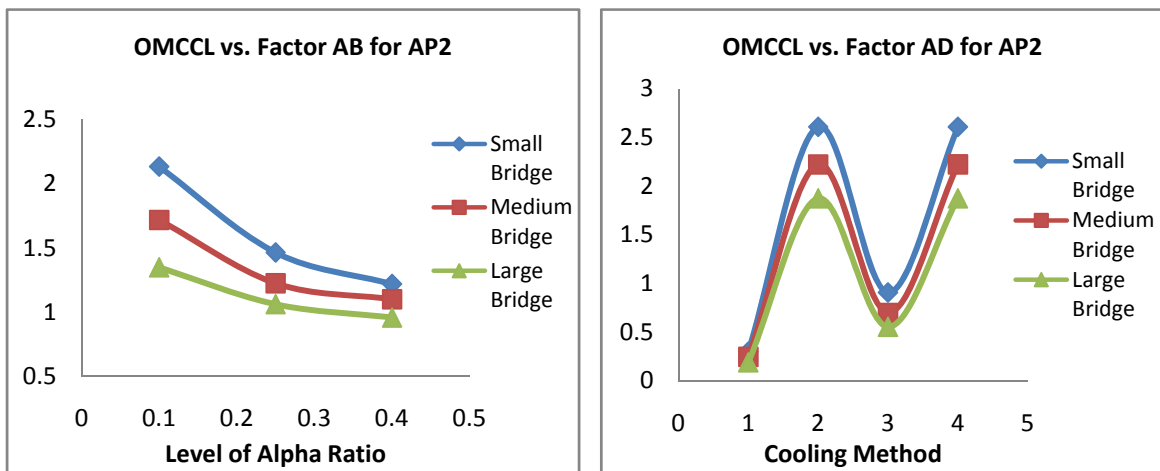 OMCCL vs. Factor AB for AP2
2.5
2
1.5
1
0.5
0
0.1
0.2
0.3
0.4
0.5
Level of Alpha Ratio
Small
Bridge
Medium
Bridge
Large
Bridge
OMCCL vs. Factor AD for AP2
3
2.5
2
1.5
1
0.5
0
0
1
2
3
4
5
Cooling Method
Small
Bridge
Medium
Bridge
Large
Bridge